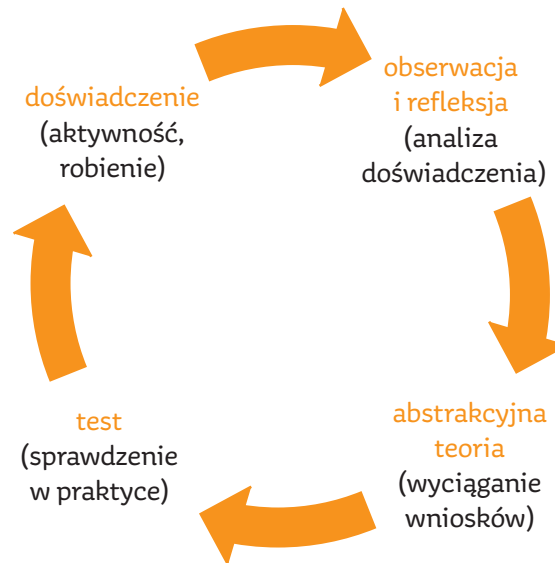 doświadczenie
(aktywność,
robienie)
obserwacja
i refleksja
(analiza
doświadczenia)
abstrakcyjna
teoria
(wyciąganie
wniosków)
test
(sprawdzenie
w praktyce)